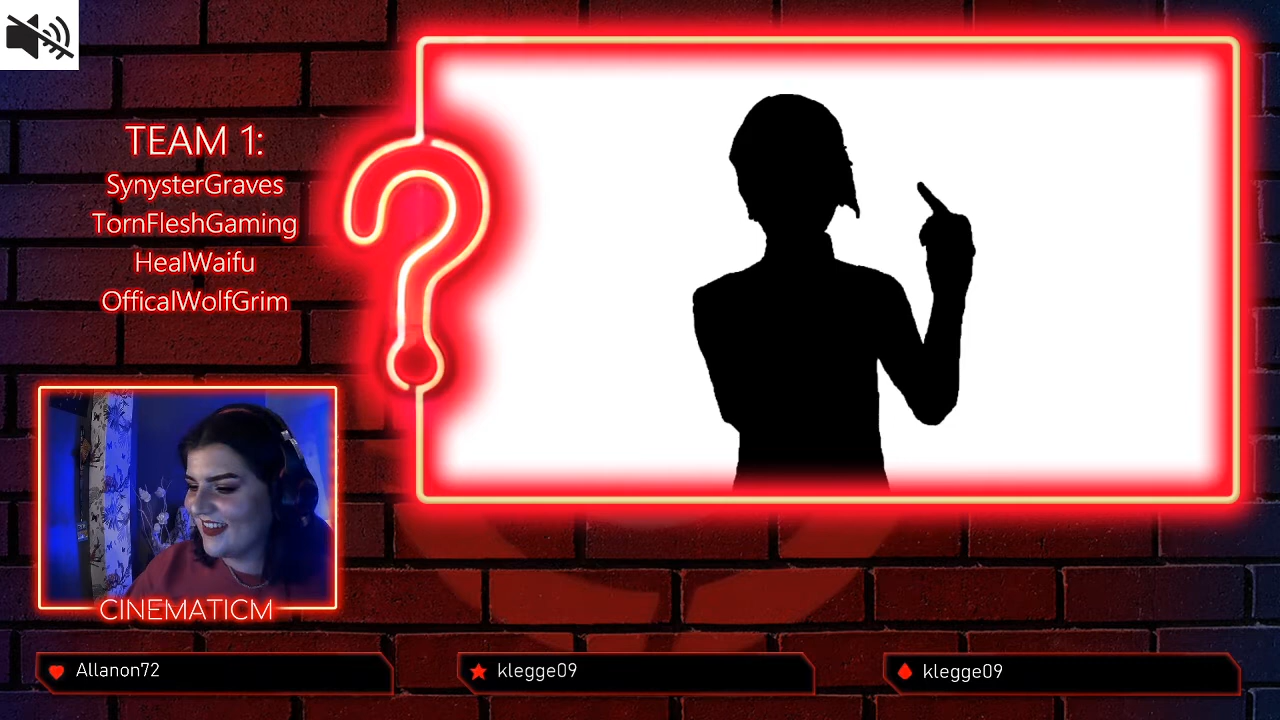 TEAM 1:
SynysterGraves
TornFleshGaming
HealWaifu
OfficalWolfGrim
CINEMATICM
Allanon72
klegge09
klegge09